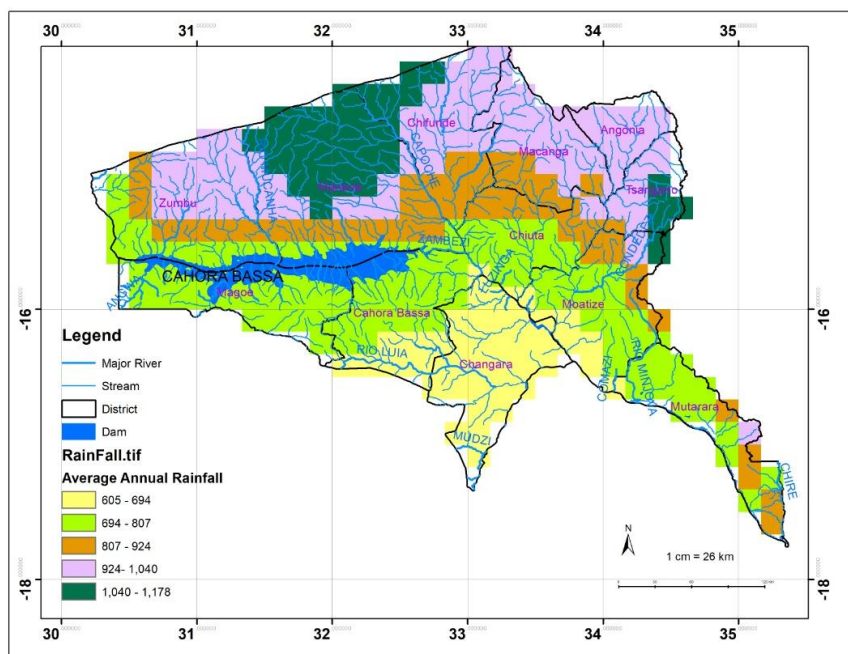 30 31 32 33 34 35
Chifunde
Angonia
Macanga
CAPOCHE
Zumbu
Chiuta
ZAMBEZI
CAHORA BASSA
Magoe
Moatize
-16 -16
Cahora Bassa
Legend
RIO LUIA
Changara
Major River
Stream
District
Dam
Mutarara
MUDZI
CHIRE
RainFall.tif
Average Annual Rainfall
605 - 694
694 - 807
807 - 924
924- 1,040
1,040 - 1,178
N
1 cm = 26 km
-18 -18
30 31 32 33 34 35